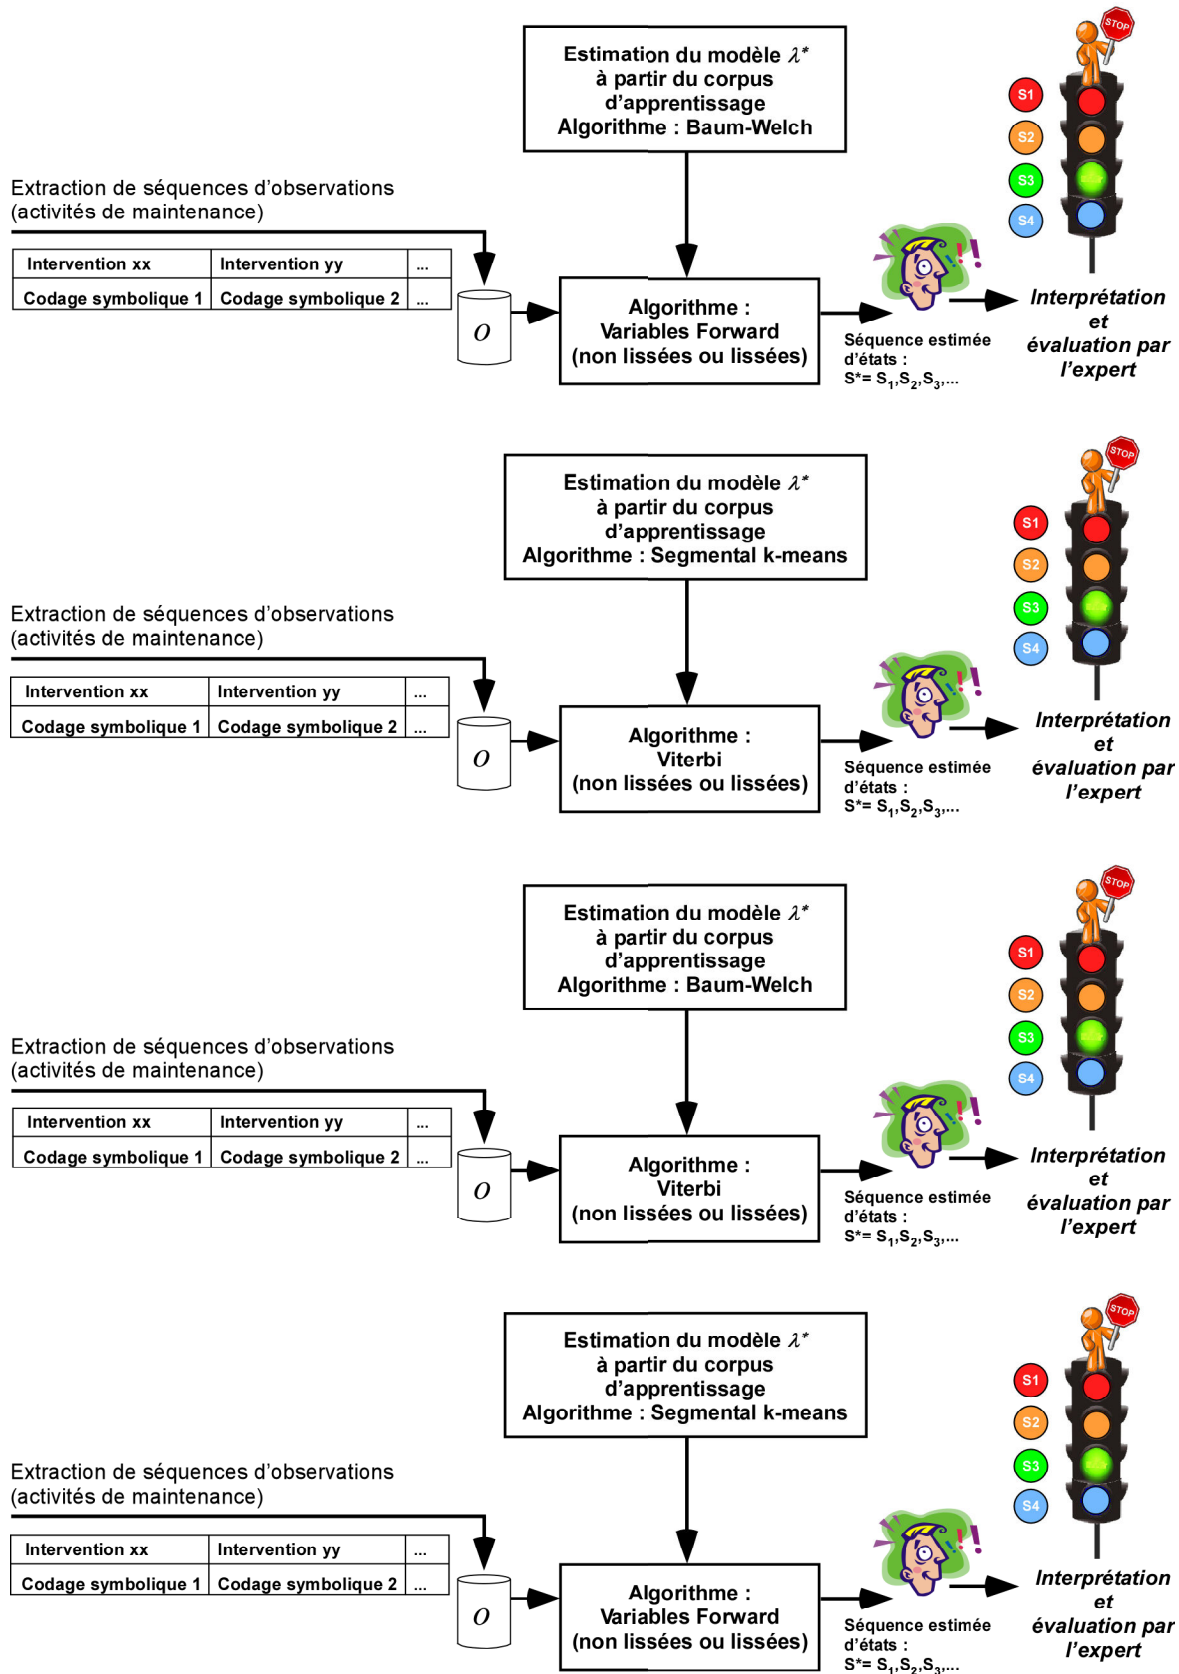 STOP
Estimation du modèle λ*
à partir du corpus
d'apprentissage
Algorithme : Baum-Welch
S1
S2
S3
S4
Extraction de séquences d'observations
(activités de maintenance)
Intervention xx Intervention yy ...
Codage symbolique 1 Codage symbolique 2 ...
O
Algorithme :
Variables Forward
(non lissées ou lissées)
!!
Séquence estimée
d'états :
S*= S1,S2,S3,...
Interprétation
et
évaluation par
l'expert
STOP
Estimation du modèle λ*
à partir du corpus
d'apprentissage
Algorithme : Segmental k-means
S1
S2
S3
S4
Extraction de séquences d'observations
(activités de maintenance)
Intervention xx Intervention yy ...
Codage symbolique 1 Codage symbolique 2 ...
O
Algorithme :
Viterbi
(non lissées ou lissées)
!!
Séquence estimée
d'états :
S*= S1,S2,S3,...
Interprétation
et
évaluation par
l'expert
STOP
Estimation du modèle λ*
à partir du corpus
d'apprentissage
Algorithme : Baum-Welch
S1
S2
S3
S4
Extraction de séquences d'observations
(activités de maintenance)
Intervention xx Intervention yy ...
Codage symbolique 1 Codage symbolique 2 ...
O
Algorithme :
Viterbi
(non lissées ou lissées)
!!
Séquence estimée
d'états :
S*= S1,S2,S3,...
Interprétation
et
évaluation par
l'expert
STOP
Estimation du modèle λ*
à partir du corpus
d'apprentissage
Algorithme : Segmental k-means
S1
S2
S3
S4
Extraction de séquences d'observations
(activités de maintenance)
Intervention xx Intervention yy ...
Codage symbolique 1 Codage symbolique 2 ...
O
Algorithme :
Variables Forward
(non lissées ou lissées)
!!
Séquence estimée
d'états :
S*= S1,S2,S3,...
Interprétation
et
évaluation par
l'expert